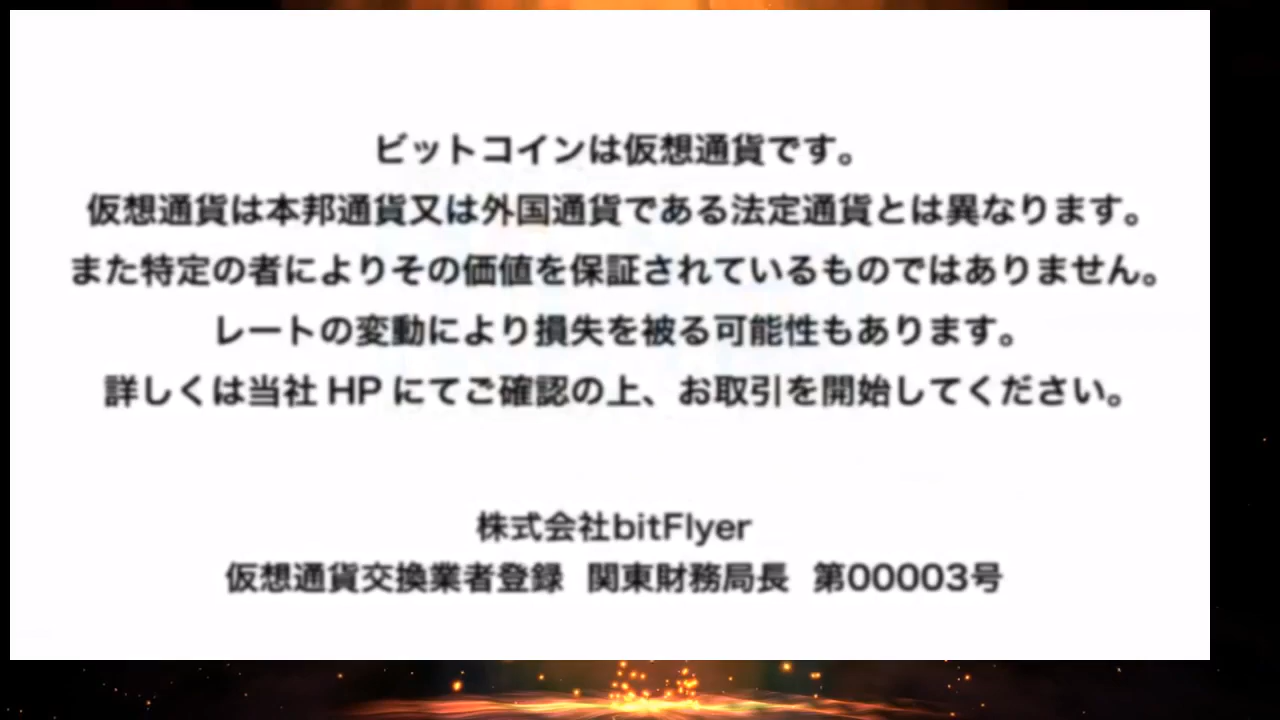 ビットコインは仮想通貨です。
仮想通貨は本邦通貨又は外国通貨である法定通貨とは異なります。
また特定の者によりその価値を保証されているものではありません。
レートの変動により損失を被る可能性もあります。
詳しくは当社 HP にてご確認の上、お取引を開始してください。
株式会社bitFlyer
仮想通貨交換業者登録 関東財務局長 第00003号